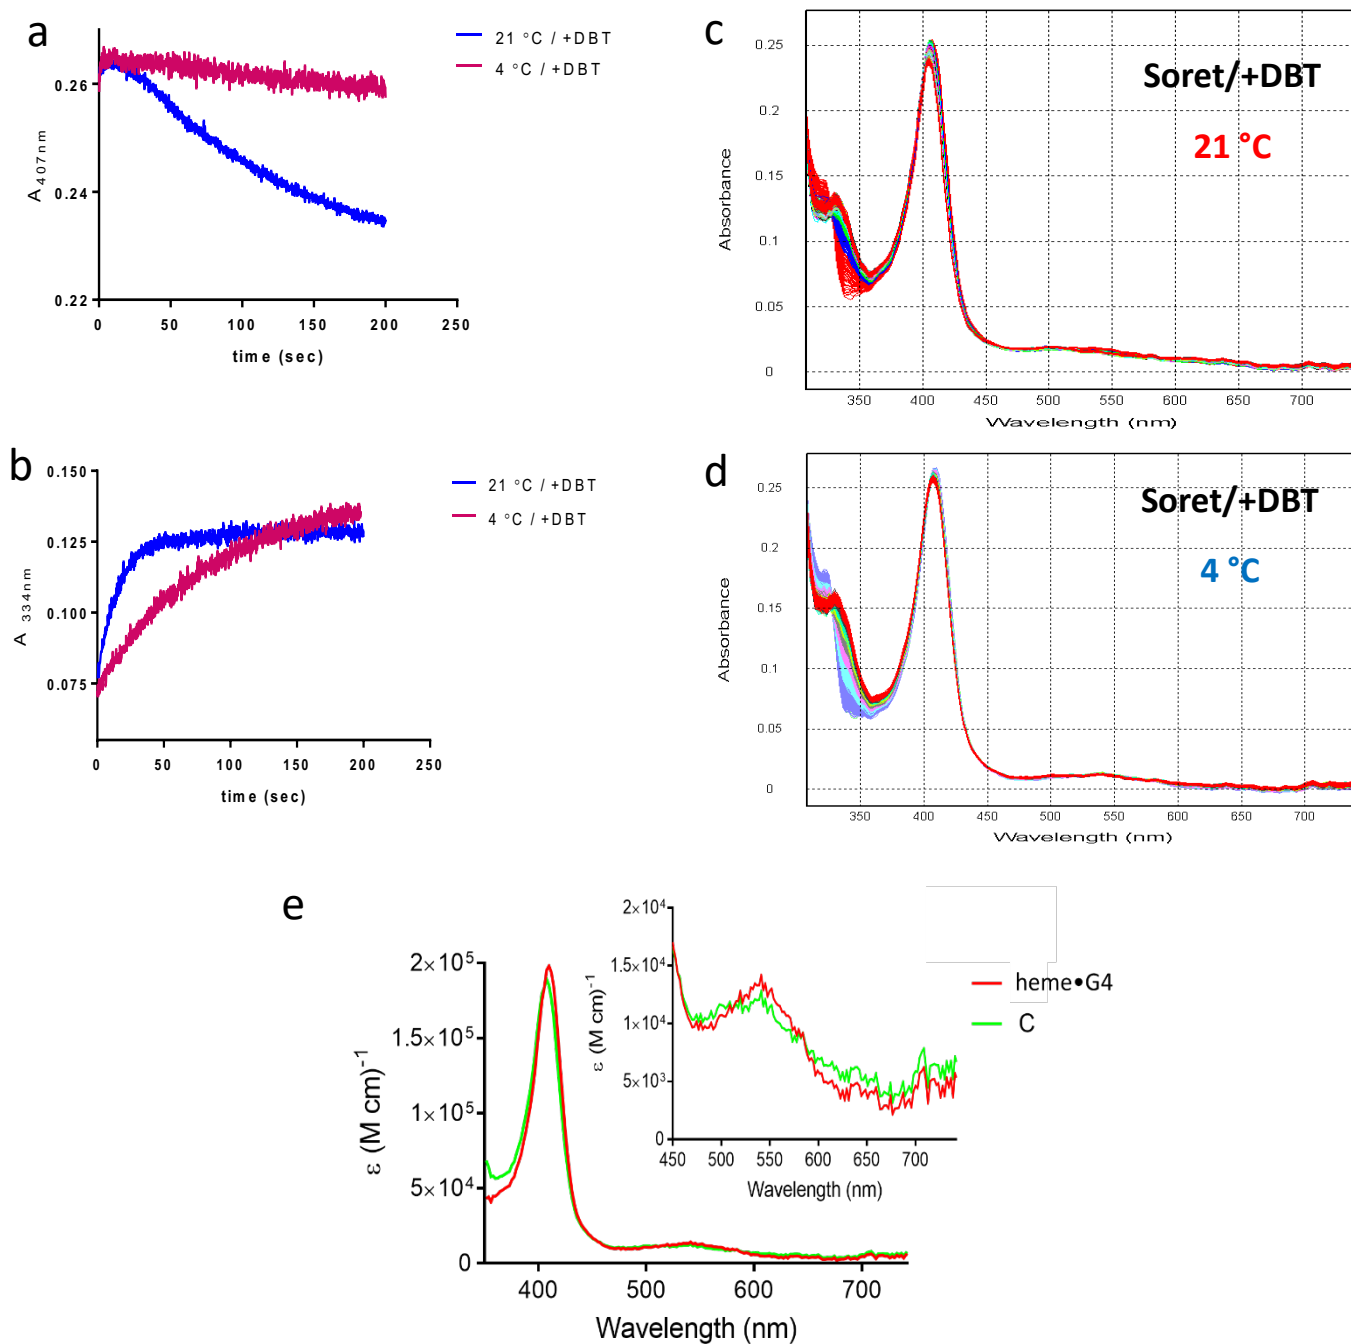 a
21 °C / +DBT
4 °C / +DBT
0.26
0.24
0.22
A 407nm
0 50 100 150 200 250
time (sec)
b
21 °C / +DBT
4 °C / +DBT
0.150
0.125
0.100
0.075
A 334nm
0 50 100 150 200 250
time (sec)
c
Soret/+DBT
21 °C
0.25
0.2
0.15
0.1
0.05
0
Absorbance
350 400 450 500 550 600 650 700
Wavelength (nm)
d
Soret/+DBT
4 °C
0.25
0.2
0.15
0.1
0.05
0
Absorbance
350 400 450 500 550 600 650 700
Wavelength (nm)
e
2×10⁵
1.5×10⁵
1×10⁵
5×10⁴
0
ε (M cm)⁻¹
400 500 600 700
Wavelength (nm)
2×10⁴
1.5×10⁴
1×10⁴
5×10³
0
ε (M cm)⁻¹
450 500 550 600 650 700
Wavelength (nm)
heme•G4
C